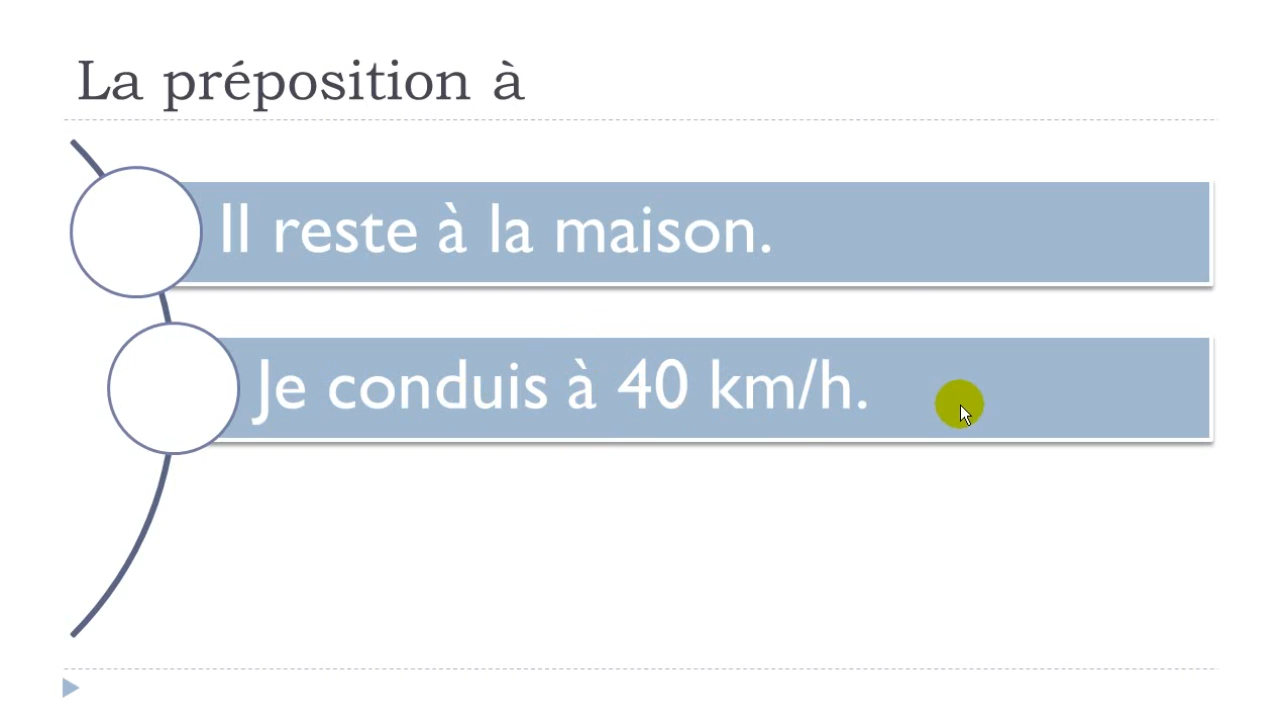 La préposition à
Il reste à la maison.
Je conduis à 40 km/h.